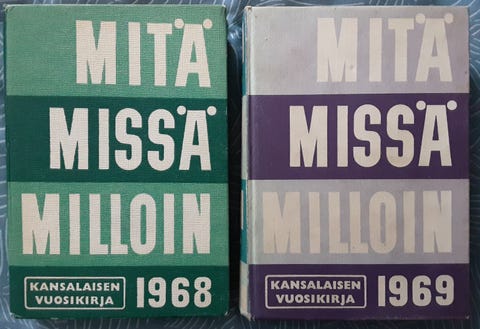 MITÄ
MISSÄ
MILLOIN
KANSALAISEN
VUOSIKIRJA
1968
MITÄ
MISSÄ
MILLOIN
KANSALAISEN
VUOSIKIRJA
1969